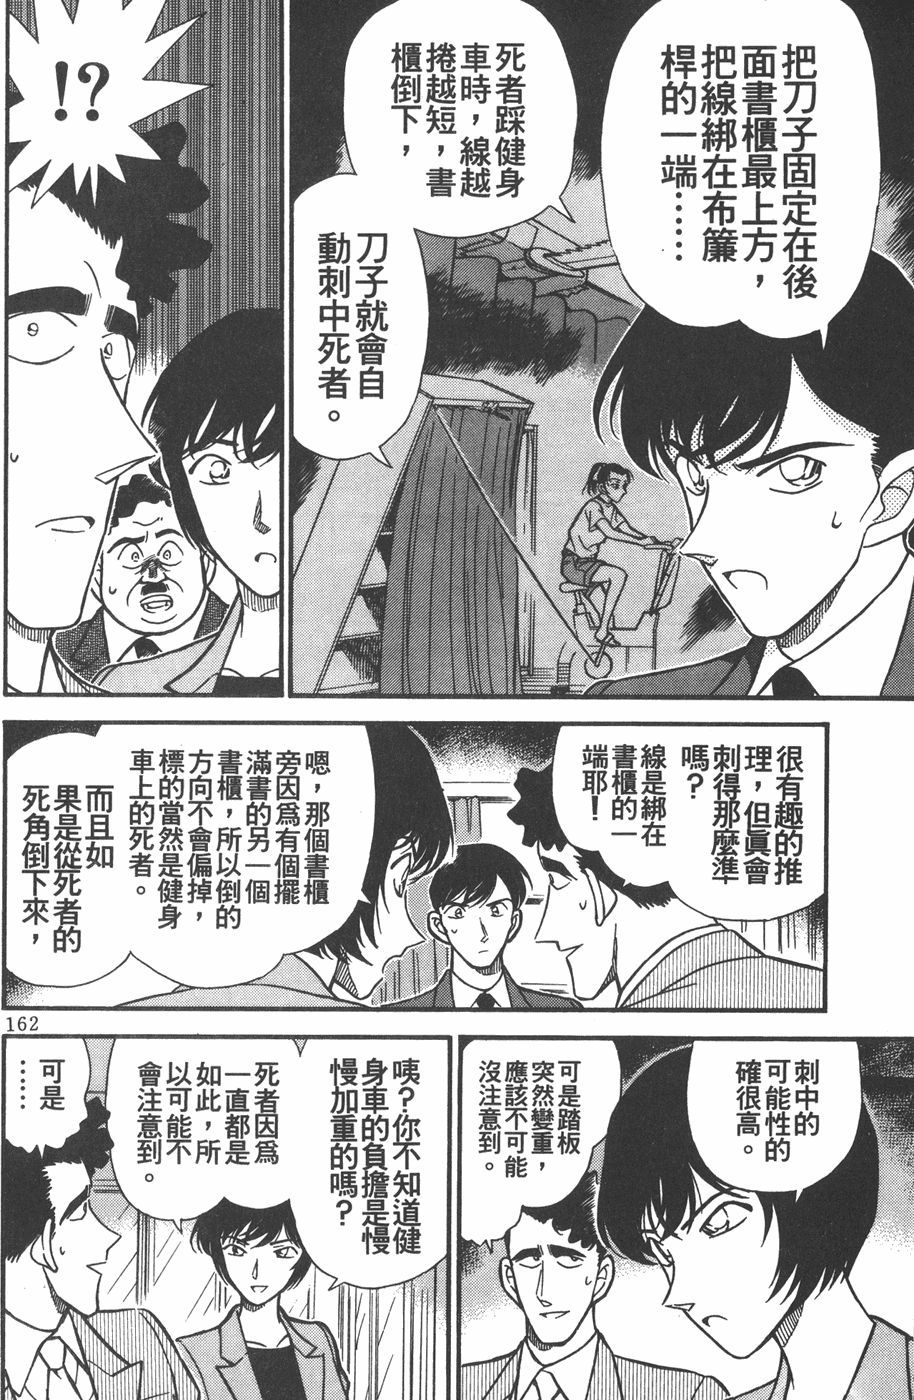 把刀子固定在後
面書櫃最上方，
把線綁在布簾
桿的一端……
死者踩健身
車時，線越
捲越短，書
櫃倒下，
刀子就會自
動刺中死者。
!?
很有趣的推
理，但真會
刺得那麼準
嗎？
線是綁在
書櫃的一
端耶！
嗯，那個書櫃
旁因為有個擺
滿書的另一個
書櫃，所以倒的
方向不會偏掉，
標的當然是健身
車上的死者。
而且如
果是從死者的
死角倒下來，
162
刺中的
可能性的
確很高。
可是踏板
突然變重，
應該不可能
沒注意到。
咦？你不知道健
身車的負擔是慢
慢加重的嗎？
死者因為
一直都是
如此，所
以可能不
會注意到。
可是
……